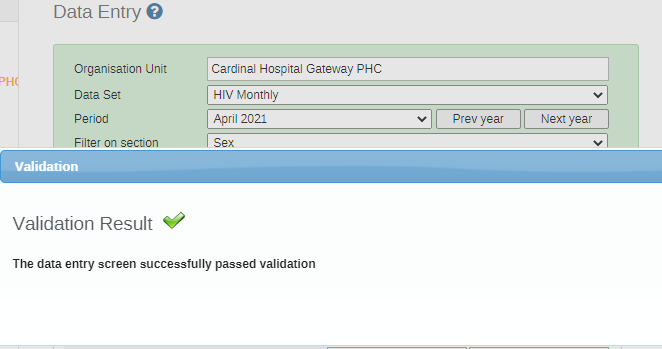 Data Entry ?
Organisation Unit Cardinal Hospital Gateway PHC
Data Set HIV Monthly
PHC
Period April 2021 Prev year Next year
Filter on section Sex
Validation
Validation Result
The data entry screen successfully passed validation